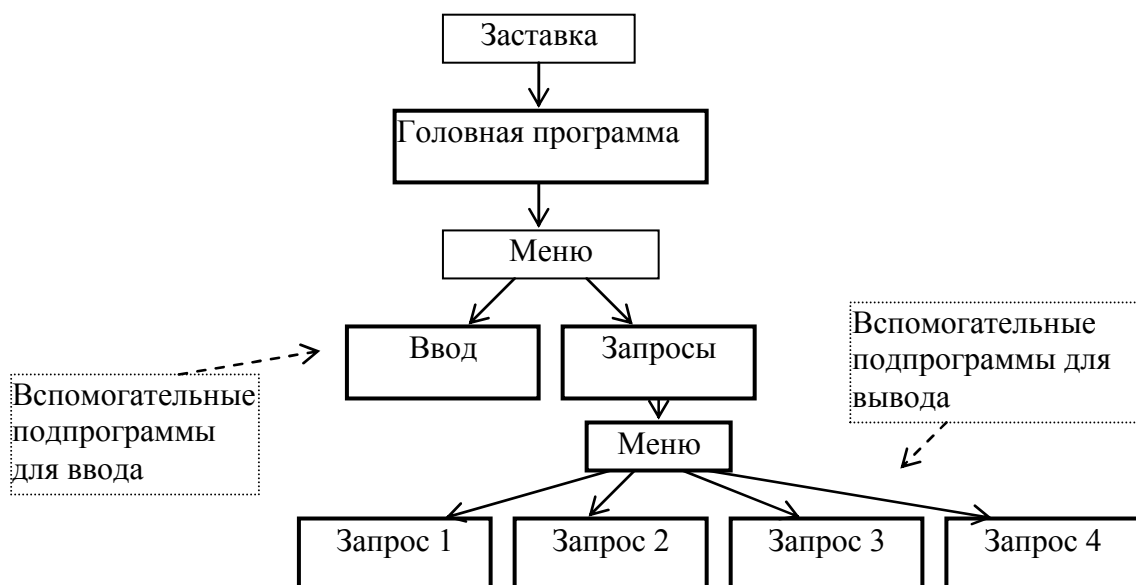 Заставка
Головная программа
Меню
Ввод
Запросы
Вспомогательные
подпрограммы для
вывода
Вспомогательные
подпрограммы
для ввода
Меню
Запрос 1
Запрос 2
Запрос 3
Запрос 4